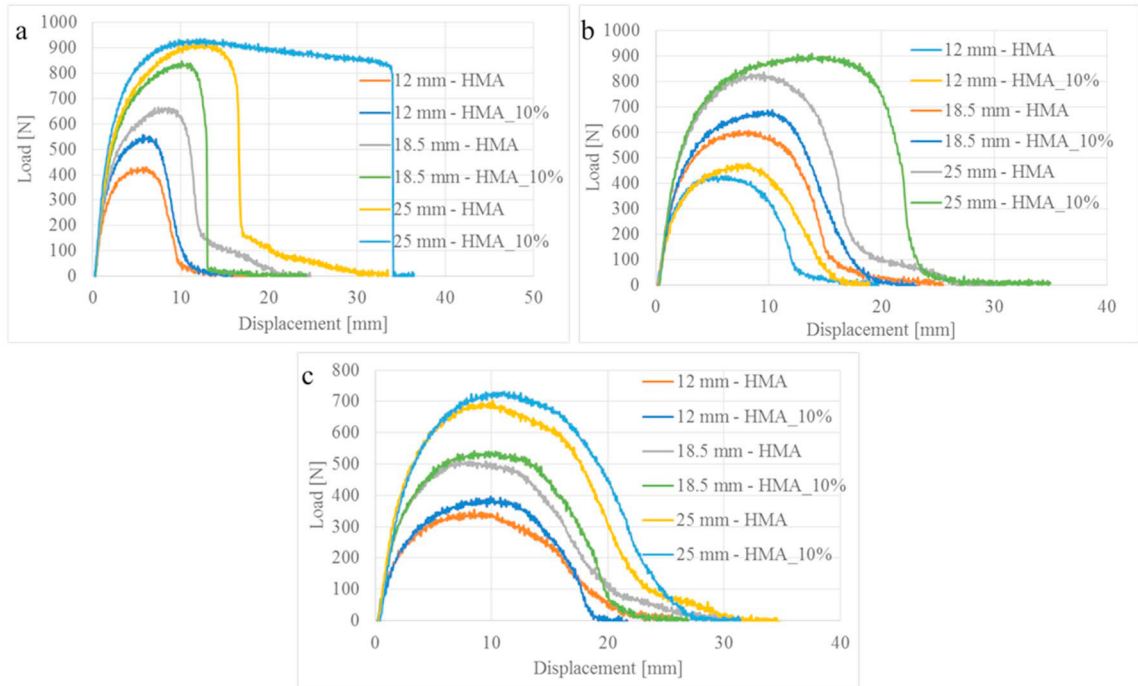 a
Load [N]
1000
900
800
700
600
500
400
300
200
100
0
0 10 20 30 40 50
Displacement [mm]
12 mm - HMA
12 mm - HMA_10%
18.5 mm - HMA
18.5 mm - HMA_10%
25 mm - HMA
25 mm - HMA_10%
b
Load [N]
1000
900
800
700
600
500
400
300
200
100
0
0 10 20 30 40
Displacement [mm]
12 mm - HMA
12 mm - HMA_10%
18.5 mm - HMA
18.5 mm - HMA_10%
25 mm - HMA
25 mm - HMA_10%
c
Load [N]
800
700
600
500
400
300
200
100
0
0 10 20 30 40
Displacement [mm]
12 mm - HMA
12 mm - HMA_10%
18.5 mm - HMA
18.5 mm - HMA_10%
25 mm - HMA
25 mm - HMA_10%